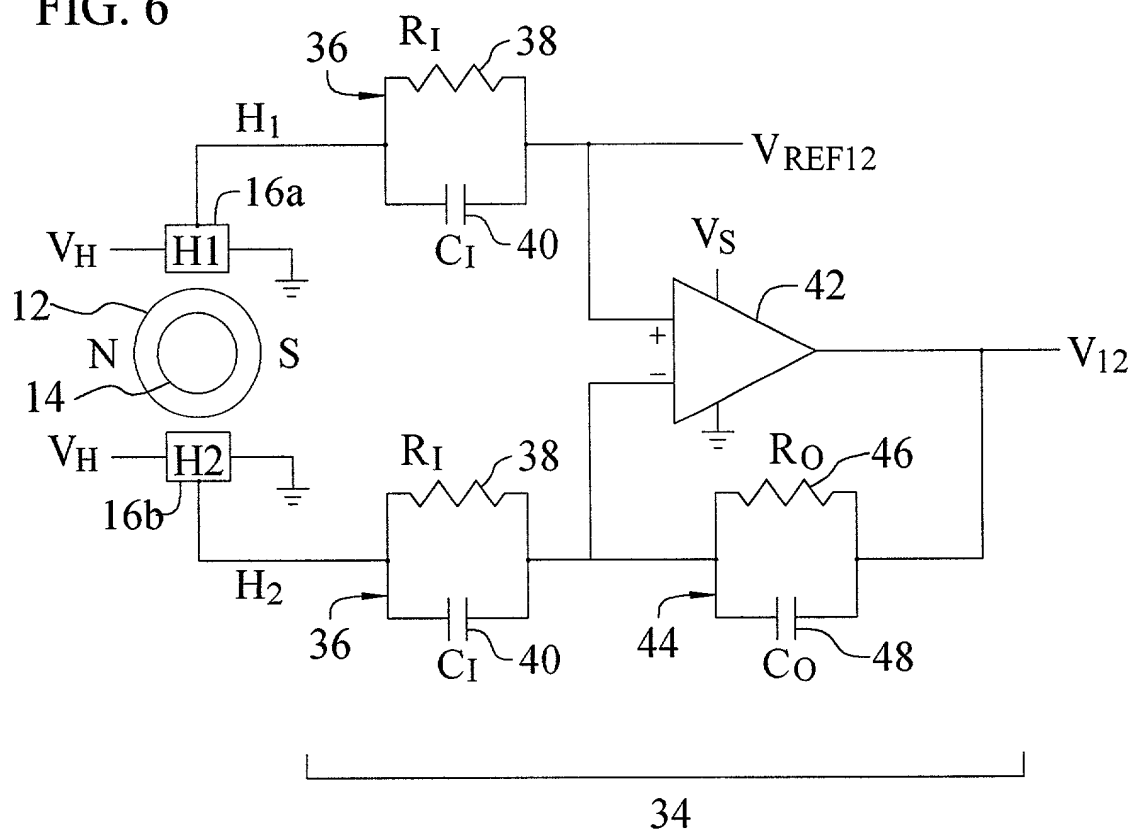 FIG. 6
36
R_I
38
H_1
V_REF12
16a
C_I
40
V_S
V_H
H1
42
12
+
N
S
−
V_12
14
V_H
H2
R_I
38
R_O
46
16b
H_2
36
C_I
40
44
C_O
48
34